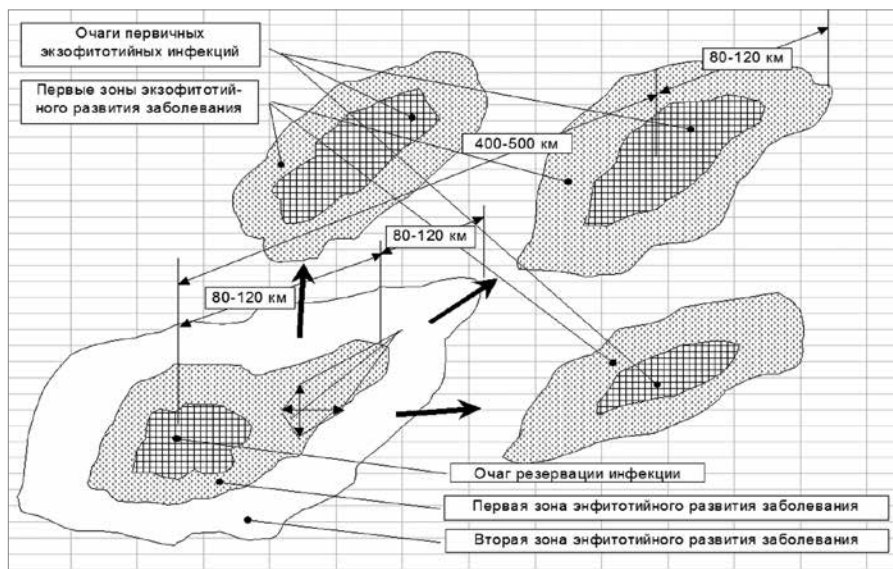 Очаги первичных
экзофитотийных инфекций
Первые зоны экзофитотий-
ного развития заболевания
80-120 км
400-500 км
80-120 км
80-120 км
Очаг резервации инфекции
Первая зона энфитотийного развития заболевания
Вторая зона энфитотийного развития заболевания